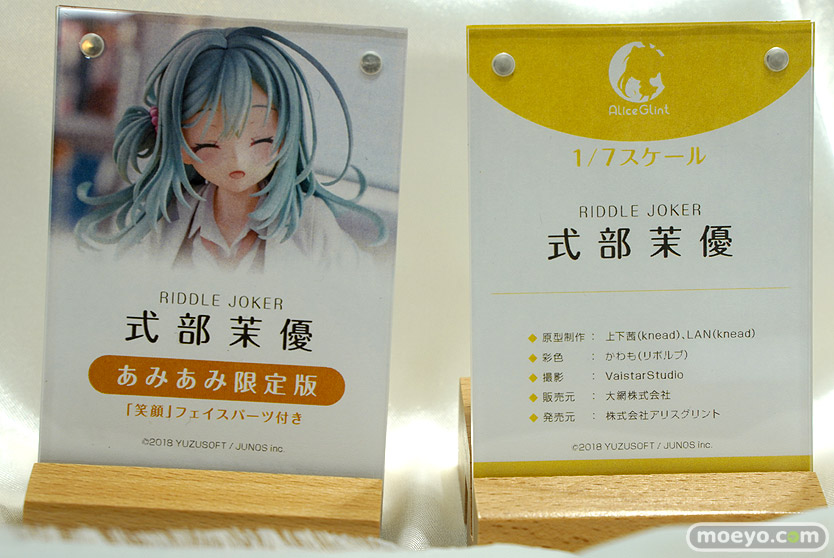 RIDDLE JOKER
式部茉優
あみあみ限定版
「笑顔」フェイスパーツ付き
©2018 YUZUSOFT / JUNOS inc.
AliceGlint
1/7スケール
RIDDLE JOKER
式部茉優
◆ 原型制作 : 上下茜(knead)、LAN(knead)
◆ 彩色 : かわも(リボルブ)
◆ 撮影 : VaistarStudio
◆ 販売元 : 大網株式会社
◆ 発売元 : 株式会社アリスグリント
©2018 YUZUSOFT / JUNOS inc.
moeyo.com